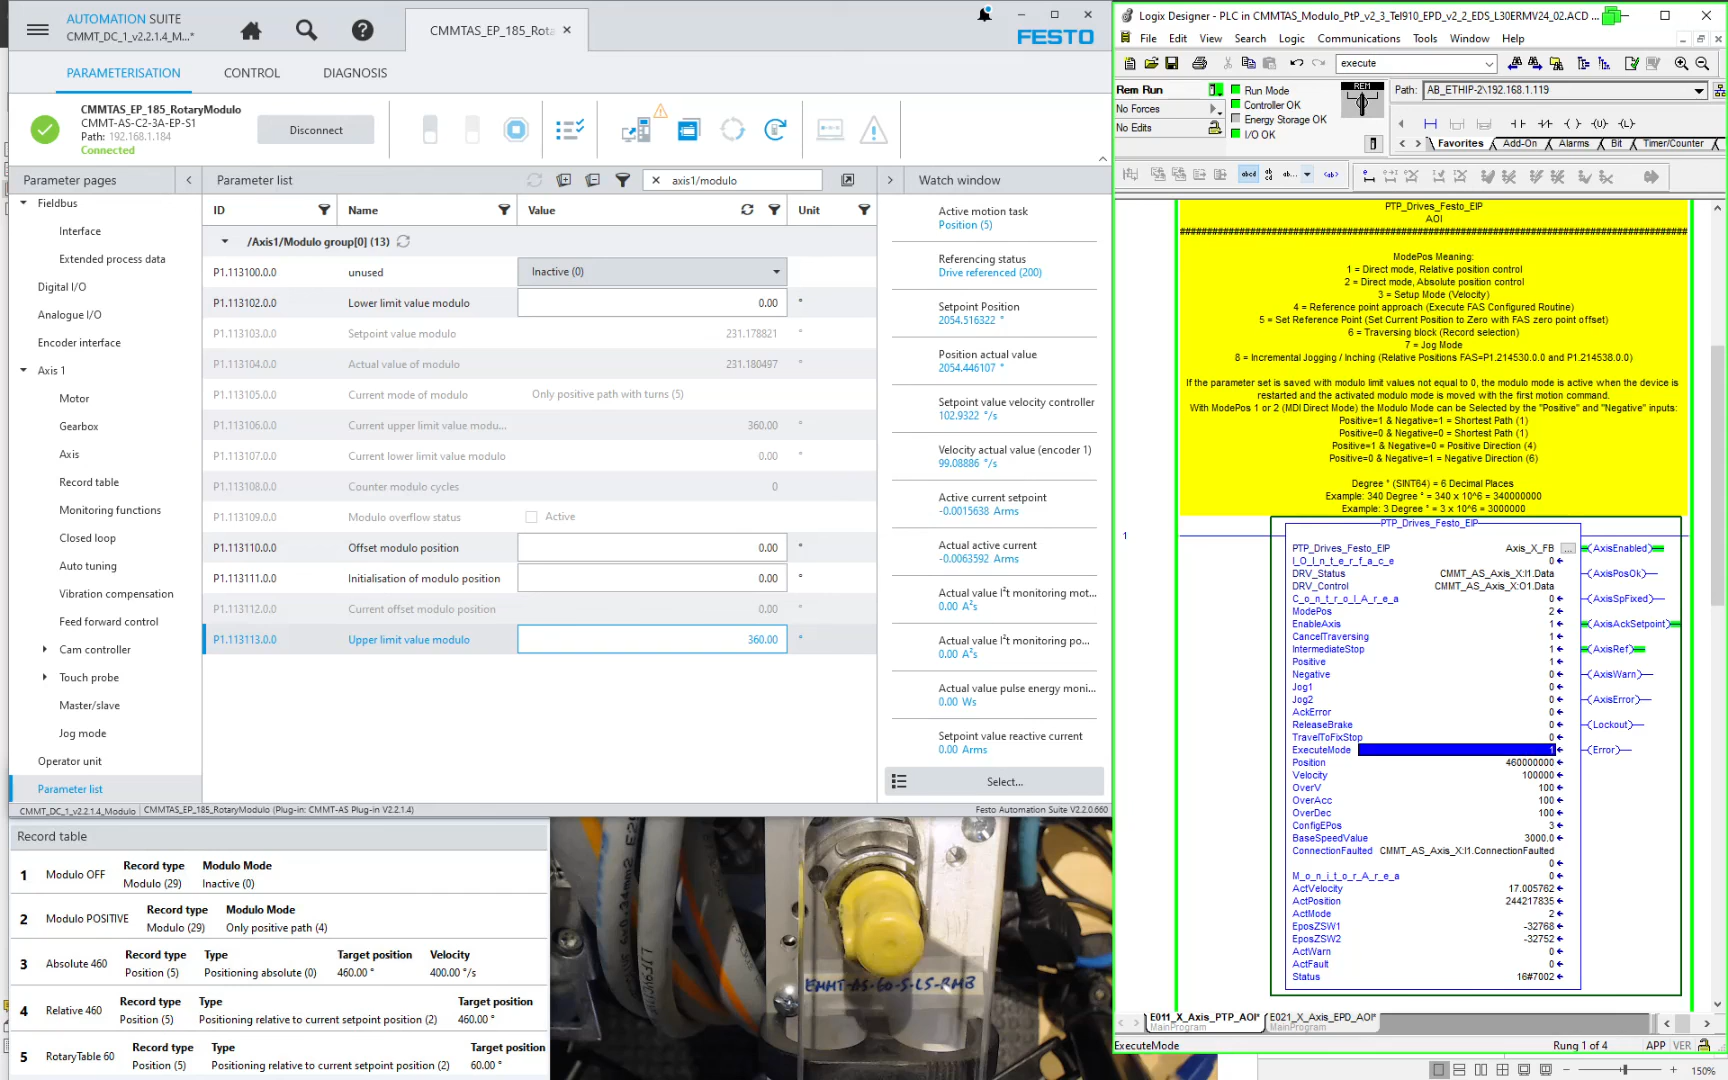 AUTOMATION SUITE
CMMT_DC_1_v2.2.1.4_M...*
CMMTAS_EP_185_Rota
FESTO
PARAMETERISATION
CONTROL
DIAGNOSIS
CMMTAS_EP_185_RotaryModulo
CMMT-AS-C2-3A-EP-S1
Path: 192.168.1.184
Connected
Disconnect
Parameter pages
Parameter list
axis1/modulo
Watch window
Fieldbus
Interface
Extended process data
Digital I/O
Analogue I/O
Encoder interface
Axis 1
Motor
Gearbox
Axis
Record table
Monitoring functions
Closed loop
Auto tuning
Vibration compensation
Feed forward control
Cam controller
Touch probe
Master/slave
Jog mode
Operator unit
Parameter list
ID Name Value Unit
/Axis1/Modulo group[0] (13)
P1.113100.0.0 unused Inactive (0)
P1.113102.0.0 Lower limit value modulo 0.00 °
P1.113103.0.0 Setpoint value modulo 231.178821 °
P1.113104.0.0 Actual value of modulo 231.180497 °
P1.113105.0.0 Current mode of modulo Only positive path with turns (5)
P1.113106.0.0 Current upper limit value modu... 360.00 °
P1.113107.0.0 Current lower limit value modulo 0.00 °
P1.113108.0.0 Counter modulo cycles 0
P1.113109.0.0 Modulo overflow status Active
P1.113110.0.0 Offset modulo position 0.00 °
P1.113111.0.0 Initialisation of modulo position 0.00 °
P1.113112.0.0 Current offset modulo position 0.00 °
P1.113113.0.0 Upper limit value modulo 360.00 °
Active motion task
Position (5)
Referencing status
Drive referenced (200)
Setpoint Position
2054.516322 °
Position actual value
2054.446107 °
Setpoint value velocity controller
102.9322 °/s
Velocity actual value (encoder 1)
99.08886 °/s
Active current setpoint
-0.0015638 Arms
Actual active current
-0.0063592 Arms
Actual value I²t monitoring mot...
0.00 A²s
Actual value I²t monitoring po...
0.00 A²s
Actual value pulse energy moni...
0.00 Ws
Setpoint value reactive current
0.00 Arms
Select...
CMMT_DC_1_v2.2.1.4_Modulo | CMMTAS_EP_185_RotaryModulo (Plug-in: CMMT-AS Plug-in V2.2.1.4)
Festo Automation Suite V2.2.0.660
Record table
1 Modulo OFF Record type Modulo Mode
Modulo (29) Inactive (0)
2 Modulo POSITIVE Record type Modulo Mode
Modulo (29) Only positive path (4)
3 Absolute 460 Record type Type Target position Velocity
Position (5) Positioning absolute (0) 460.00 ° 400.00 °/s
4 Relative 460 Record type Type Target position
Position (5) Positioning relative to current setpoint position (2) 460.00 °
5 RotaryTable 60 Record type Type Target position
Position (5) Positioning relative to current setpoint position (2) 60.00 °
EMMT-AS-60-S-LS-RMB
Logix Designer - PLC in CMMTAS_Modulo_PtP_v2_3_Tel910_EPD_v2_2_EDS_L30ERMV24_02.ACD ...
File Edit View Search Logic Communications Tools Window Help
execute
Rem Run
No Forces
No Edits
Run Mode
Controller OK
Energy Storage OK
I/O OK
REM
Path: AB_ETHIP-2\192.168.1.119
Favorites Add-On Alarms Bit Timer/Counter
PTP_Drives_Festo_EIP
AOI
ModePos Meaning:
1 = Direct mode, Relative position control
2 = Direct mode, Absolute position control
3 = Setup Mode (Velocity)
4 = Reference point approach (Execute FAS Configured Routine)
5 = Set Reference Point (Set Current Position to Zero with FAS zero point offset)
6 = Traversing block (Record selection)
7 = Jog Mode
8 = Incremental Jogging / Inching (Relative Positions FAS=P1.214530.0.0 and P1.214538.0.0)
If the parameter set is saved with modulo limit values not equal to 0, the modulo mode is active when the device is
restarted and the activated modulo mode is moved with the first motion command.
With ModePos 1 or 2 (MDI Direct Mode) the Modulo Mode can be Selected by the "Positive" and "Negative" inputs:
Positive=1 & Negative=1 = Shortest Path (1)
Positive=0 & Negative=0 = Shortest Path (1)
Positive=1 & Negative=0 = Positive Direction (4)
Positive=0 & Negative=1 = Negative Direction (6)
Degree ° (SINT64) = 6 Decimal Places
Example: 340 Degree ° = 340 x 10^6 = 340000000
Example: 3 Degree ° = 3 x 10^6 = 3000000
1
PTP_Drives_Festo_EIP
PTP_Drives_Festo_EIP Axis_X_FB ... (AxisEnabled)
I_O_I_n_t_e_r_f_a_c_e 0
DRV_Status CMMT_AS_Axis_X:I1.Data (AxisPosOk)
DRV_Control CMMT_AS_Axis_X:O1.Data
C_o_n_t_r_o_l_A_r_e_a 0 (AxisSpFixed)
ModePos 2
EnableAxis 1 (AxisAckSetpoint)
CancelTraversing 1
IntermediateStop 1 (AxisRef)
Positive 1
Negative 0 (AxisWarn)
Jog1 0
Jog2 0 (AxisError)
AckError 0
ReleaseBrake 0 (Lockout)
TravelToFixStop 0
ExecuteMode 1 (Error)
Position 460000000
Velocity 100000
OverV 100
OverAcc 100
OverDec 100
ConfigEPos 3
BaseSpeedValue 3000.0
ConnectionFaulted CMMT_AS_Axis_X:I1.ConnectionFaulted
0
M_o_n_i_t_o_r_A_r_e_a 0
ActVelocity 17.005762
ActPosition 244217835
ActMode 2
EposZSW1 -32768
EposZSW2 -32752
ActWarn 0
ActFault 0
Status 16#7002
E011_X_Axis_PTP_AOI*
MainProgram
E021_X_Axis_EPD_AOI*
MainProgram
ExecuteMode
Rung 1 of 4
APP VER
150%